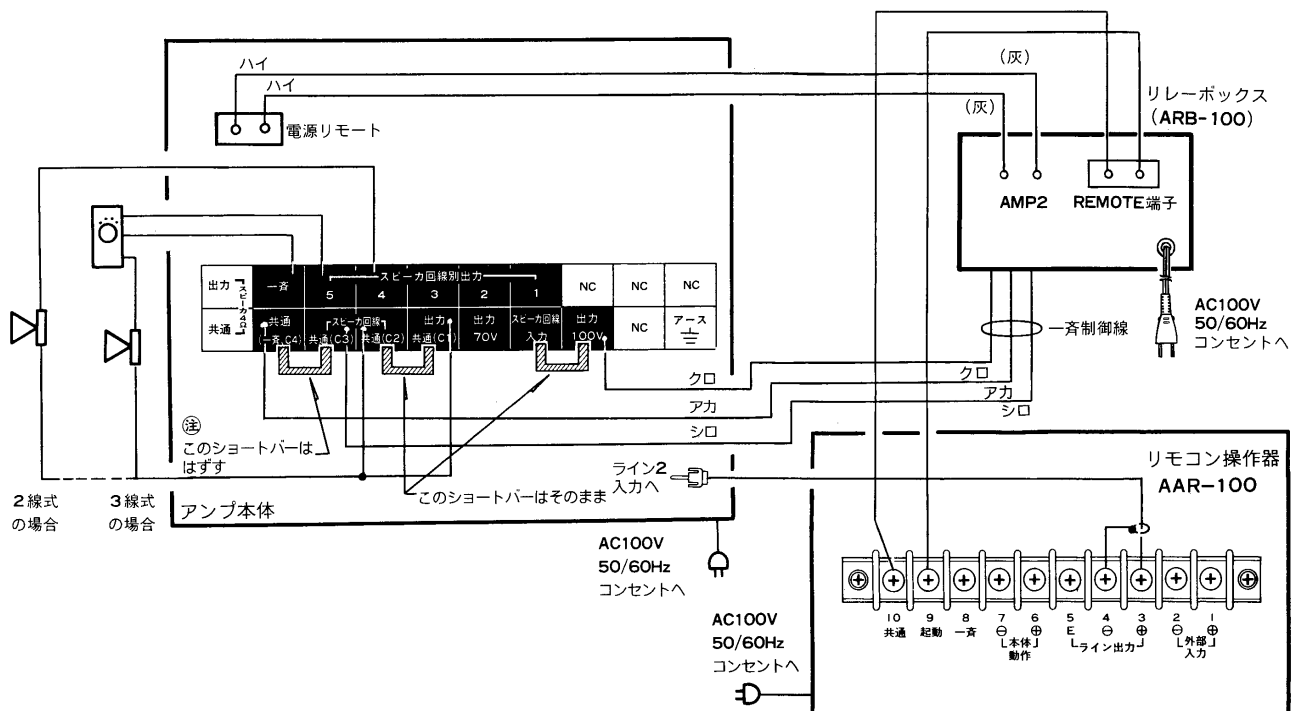 ハイ
ハイ
電源リモート
(灰)
(灰)
リレーボックス
(ARB-100)
AMP2
REMOTE端子
AC100V
50/60Hz
コンセントへ
一斉制御線
出力
共通
スピーカ4Ω
一斉
スピーカ回線別出力
5
4
3
2
1
NC
NC
NC
共通
(一斉,C4)
スピーカ回線
共通(C3)
共通(C2)
出力
共通(C1)
出力
70V
スピーカ回線
入力
出力
100V
NC
アース
クロ
クロ
アカ
アカ
シロ
シロ
注
このショートバーは
はずす
このショートバーはそのまま
2線式
の場合
3線式
の場合
アンプ本体
ライン2
入力へ
AC100V
50/60Hz
コンセントへ
リモコン操作器
AAR-100
10
共通
9
起動
8
一斉
7
⊖
6
⊕
本体
動作
5
E
4
⊖
3
⊕
ライン出力
2
⊖
1
⊕
外部
入力
AC100V
50/60Hz
コンセントへ